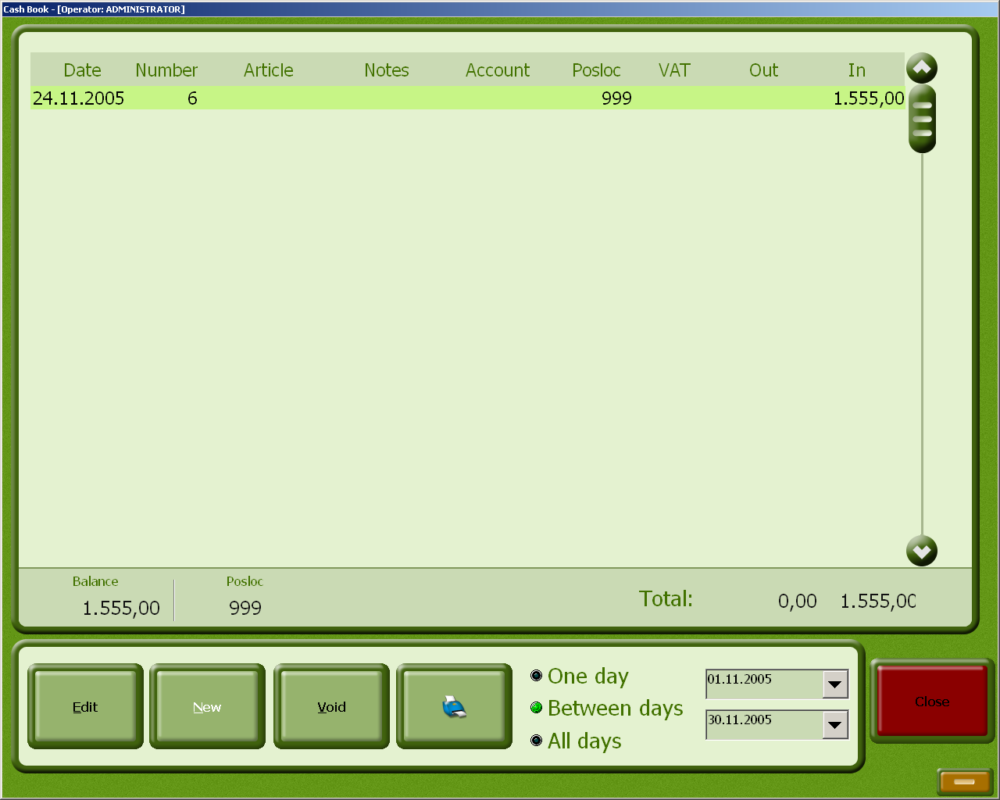 Cash Book - [Operator: ADMINISTRATOR]
Date Number Article Notes Account Posloc VAT Out In
24.11.2005 6 999 1.555,00
Balance Posloc
1.555,00 999 Total: 0,00 1.555,00
Edit New Void
One day
Between days
All days
01.11.2005
30.11.2005
Close